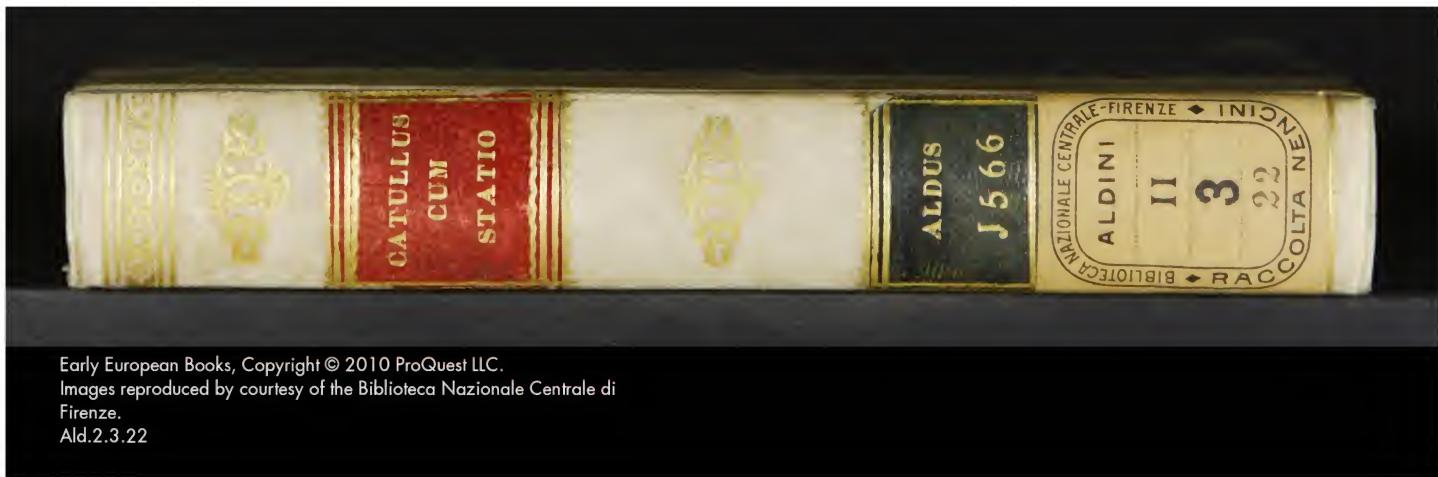 CATULLUS
CUM
STATIO
ALDUS
J566
BIBLIOTECA NAZIONALE CENTRALE-FIRENZE ◆ RACCOLTA NENCINI ◆
ALDINI
II
3
22
Early European Books, Copyright © 2010 ProQuest LLC.
Images reproduced by courtesy of the Biblioteca Nazionale Centrale di
Firenze.
Ald.2.3.22